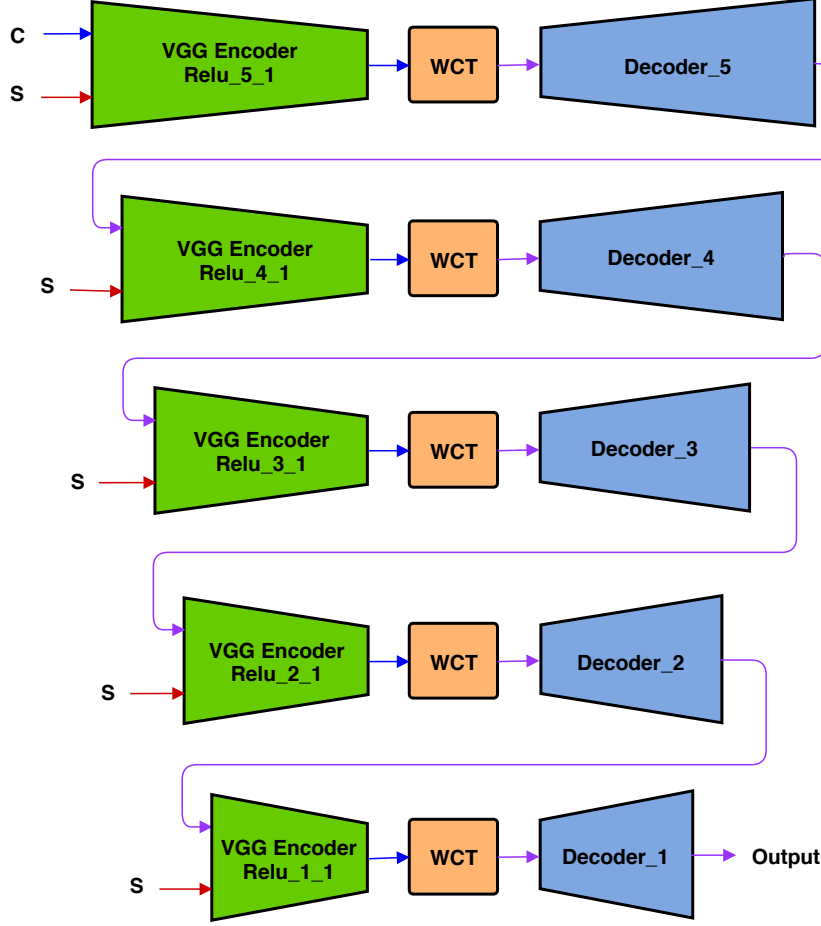 C
S
VGG Encoder
Relu_5_1
WCT
Decoder_5
S
VGG Encoder
Relu_4_1
WCT
Decoder_4
S
VGG Encoder
Relu_3_1
WCT
Decoder_3
S
VGG Encoder
Relu_2_1
WCT
Decoder_2
S
VGG Encoder
Relu_1_1
WCT
Decoder_1
Output